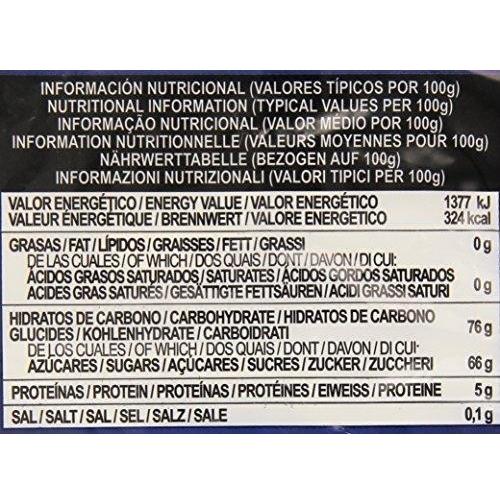 INFORMACIÓN NUTRICIONAL (VALORES TÍPICOS POR 100g)
NUTRITIONAL INFORMATION (TYPICAL VALUES PER 100g)
INFORMAÇÃO NUTRICIONAL (VALOR MÉDIO POR 100g)
INFORMATION NUTRITIONNELLE (VALEURS MOYENNES POUR 100g)
NÄHRWERTTABELLE (BEZOGEN AUF 100g)
INFORMAZIONI NUTRIZIONALI (VALORI TIPICI PER 100g)
VALOR ENERGÉTICO / ENERGY VALUE / VALOR ENERGÉTICO 1377 kJ
VALEUR ÉNERGÉTIQUE / BRENNWERT / VALORE ENERGETICO 324 kcal
GRASAS / FAT / LÍPIDOS / GRAISSES / FETT / GRASSI 0 g
DE LAS CUALES / OF WHICH / DOS QUAIS / DONT / DAVON / DI CUI:
ÁCIDOS GRASOS SATURADOS / SATURATES / ÁCIDOS GORDOS SATURADOS
ACIDES GRAS SATURÉS / GESÄTTIGTE FETTSÄUREN / ACIDI GRASSI SATURI 0 g
HIDRATOS DE CARBONO / CARBOHYDRATE / HIDRATOS DE CARBONO
GLUCIDES / KOHLENHYDRATE / CARBOIDRATI 76 g
DE LOS CUALES / OF WHICH / DOS QUAIS / DONT / DAVON / DI CUI:
AZÚCARES / SUGARS / AÇÚCARES / SUCRES / ZUCKER / ZUCCHERI 66 g
PROTEÍNAS / PROTEIN / PROTEÍNAS / PROTÉINES / EIWEISS / PROTEINE 5 g
SAL / SALT / SAL / SEL / SALZ / SALE 0,1 g